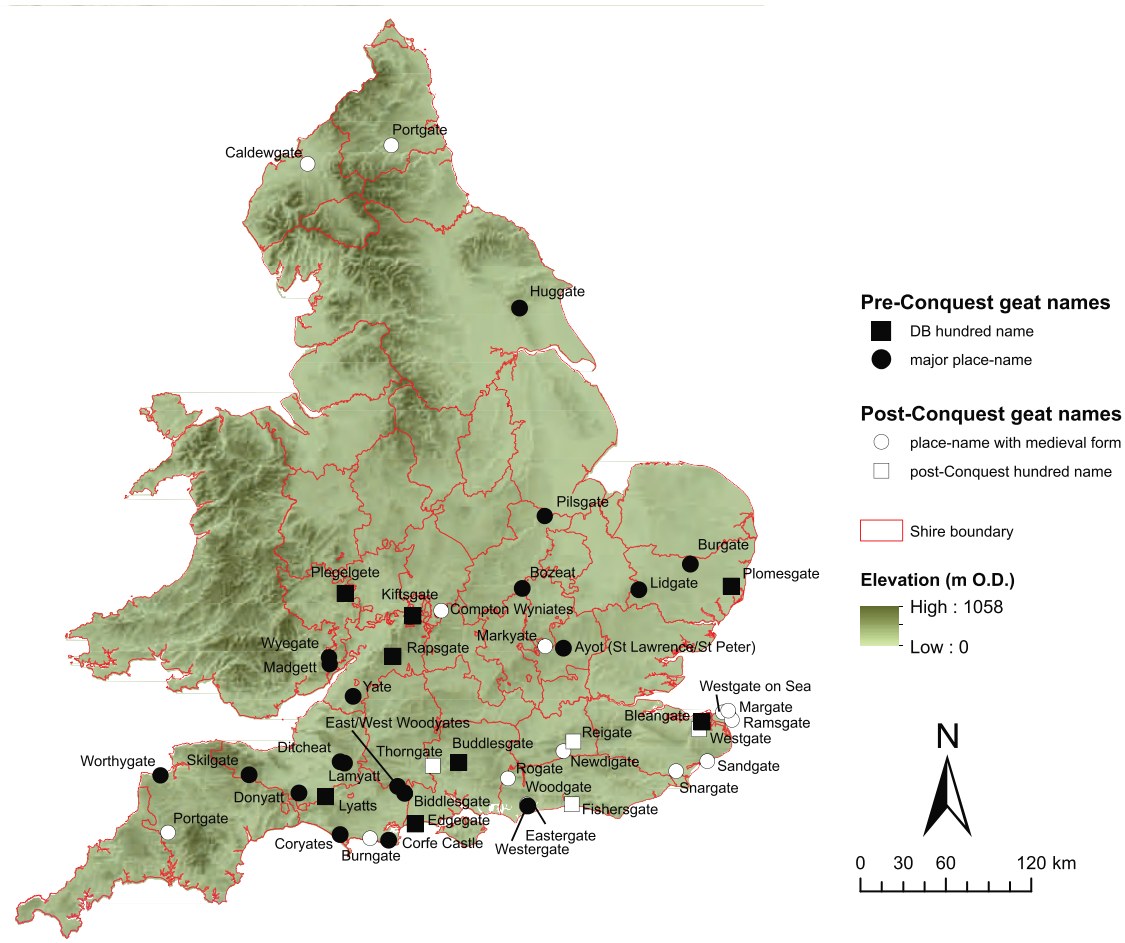 Portgate
Caldewgate
Huggate
Pre-Conquest geat names
DB hundred name
major place-name
Post-Conquest geat names
place-name with medieval form
post-Conquest hundred name
Pilsgate
Shire boundary
Burgate
Plegelgete
Bozeat
Lidgate
Plomesgate
Elevation (m O.D.)
High : 1058
Low : 0
Kiftsgate
Compton Wyniates
Wyegate
Rapsgate
Markyate
Ayot (St Lawrence/St Peter)
Madgett
Yate
Westgate on Sea
Margate
Ramsgate
Bleangate
Westgate
East/West Woodyates
Ditcheat
Thorngate
Buddlesgate
Reigate
Newdigate
Sandgate
Worthygate
Skilgate
Lamyatt
Rogate
Woodgate
Snargate
Donyatt
Lyatts
Biddlesgate
Fishersgate
Portgate
Edgegate
Eastergate
Westergate
Coryates
Burngate
Corfe Castle
N
0 30 60 120 km